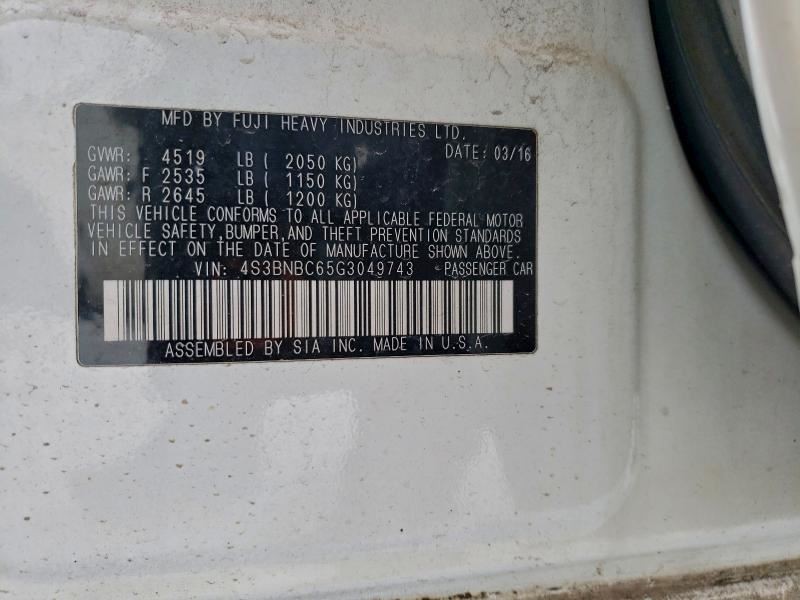 MFD BY FUJI HEAVY INDUSTRIES LTD.
GVWR: 4519 LB ( 2050 KG) DATE: 03/16
GAWR: F 2535 LB ( 1150 KG)
GAWR: R 2645 LB ( 1200 KG)
THIS VEHICLE CONFORMS TO ALL APPLICABLE FEDERAL MOTOR
VEHICLE SAFETY, BUMPER, AND THEFT PREVENTION STANDARDS
IN EFFECT ON THE DATE OF MANUFACTURE SHOWN ABOVE.
VIN: 4S3BNBC65G3049743 PASSENGER CAR
ASSEMBLED BY SIA INC. MADE IN U.S.A.